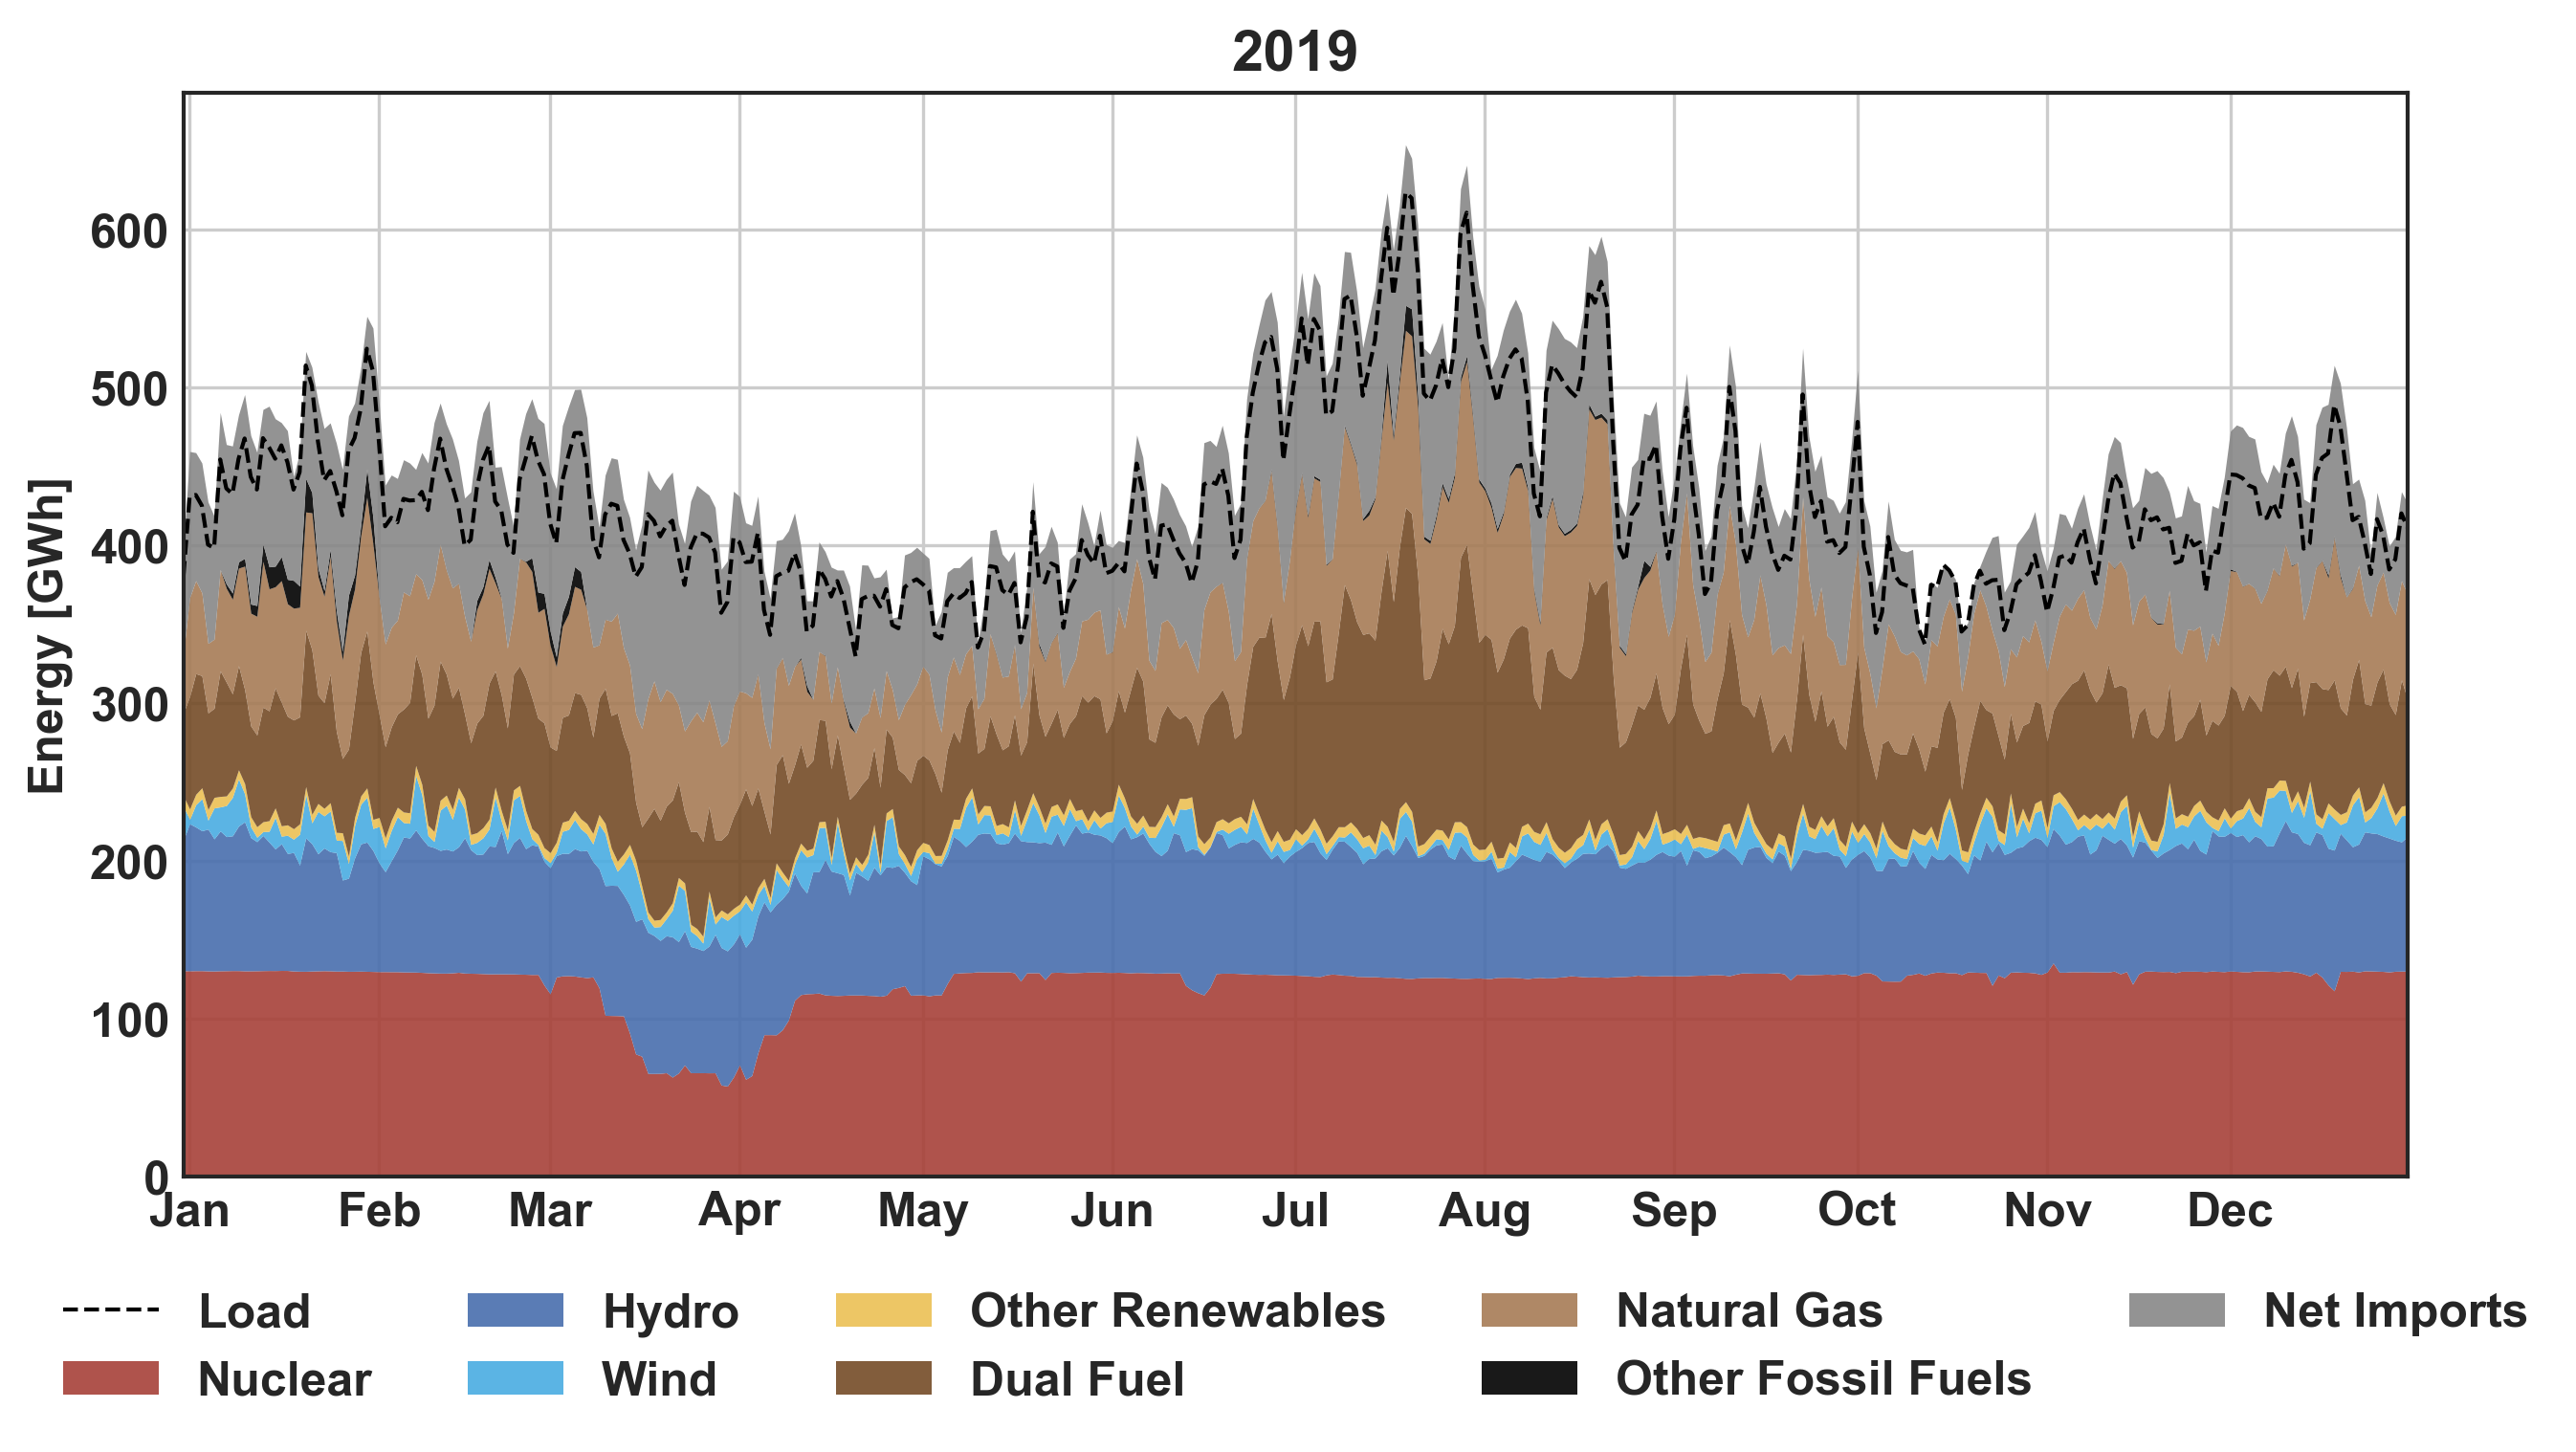 2019
Energy [GWh]
600
500
400
300
200
100
0
Jan Feb Mar Apr May Jun Jul Aug Sep Oct Nov Dec
Load Hydro Other Renewables Natural Gas Net Imports
Nuclear Wind Dual Fuel Other Fossil Fuels